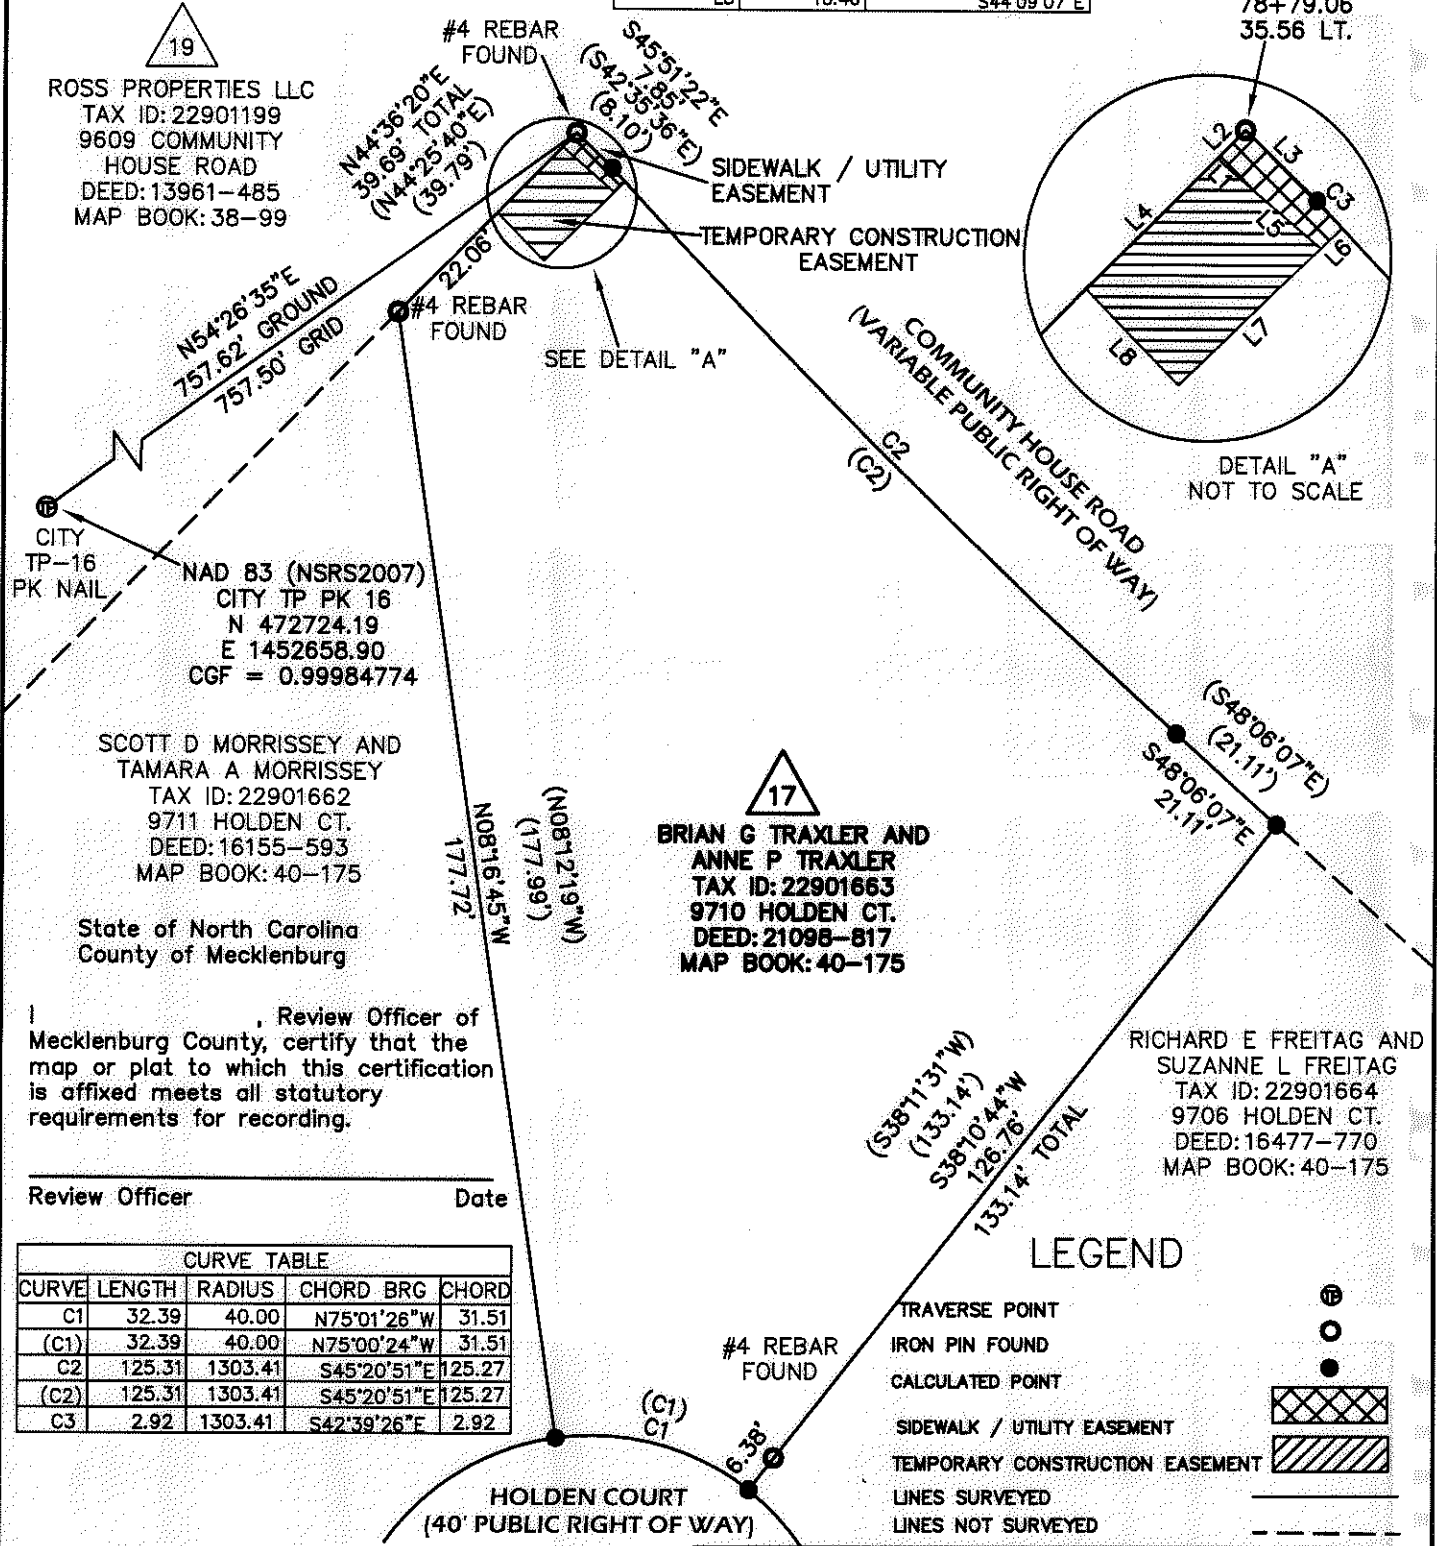 L8 18.46 S44°09'07"E
78+79.06
35.56 LT.
19
ROSS PROPERTIES LLC
TAX ID: 22901199
9609 COMMUNITY
HOUSE ROAD
DEED: 13961-485
MAP BOOK: 38-99
#4 REBAR
FOUND
N44°36'20"E
39.69' TOTAL
(N44°25'40"E)
(39.79')
S45°51'22"E
7.85'
(S42°35'36"E)
(8.10')
SIDEWALK / UTILITY
EASEMENT
TEMPORARY CONSTRUCTION
EASEMENT
22.06'
#4 REBAR
FOUND
SEE DETAIL "A"
N54°26'35"E
757.62' GROUND
757.50' GRID
L2
L3
C3
L1
L4
L5
L6
L7
L8
DETAIL "A"
NOT TO SCALE
COMMUNITY HOUSE ROAD
(VARIABLE PUBLIC RIGHT OF WAY)
C2
(C2)
TP
CITY
TP-16
PK NAIL
NAD 83 (NSRS2007)
CITY TP PK 16
N 472724.19
E 1452658.90
CGF = 0.99984774
SCOTT D MORRISSEY AND
TAMARA A MORRISSEY
TAX ID: 22901662
9711 HOLDEN CT.
DEED: 16155-593
MAP BOOK: 40-175
N08°16'45"W
177.72'
(N08°12'19"W)
(177.99')
17
BRIAN G TRAXLER AND
ANNE P TRAXLER
TAX ID: 22901663
9710 HOLDEN CT.
DEED: 21098-817
MAP BOOK: 40-175
(S48°06'07"E)
(21.11')
S48°06'07"E
21.11'
State of North Carolina
County of Mecklenburg
I , Review Officer of
Mecklenburg County, certify that the
map or plat to which this certification
is affixed meets all statutory
requirements for recording.
Review Officer Date
(S38°11'31"W)
(133.14')
S38°10'44"W
126.76'
133.14' TOTAL
RICHARD E FREITAG AND
SUZANNE L FREITAG
TAX ID: 22901664
9706 HOLDEN CT.
DEED: 16477-770
MAP BOOK: 40-175
CURVE TABLE
CURVE LENGTH RADIUS CHORD BRG CHORD
C1 32.39 40.00 N75°01'26"W 31.51
(C1) 32.39 40.00 N75°00'24"W 31.51
C2 125.31 1303.41 S45°20'51"E 125.27
(C2) 125.31 1303.41 S45°20'51"E 125.27
C3 2.92 1303.41 S42°39'26"E 2.92
(C1)
C1
#4 REBAR
FOUND
6.38'
HOLDEN COURT
(40' PUBLIC RIGHT OF WAY)
LEGEND
TRAVERSE POINT TP
IRON PIN FOUND
CALCULATED POINT
SIDEWALK / UTILITY EASEMENT
TEMPORARY CONSTRUCTION EASEMENT
LINES SURVEYED
LINES NOT SURVEYED